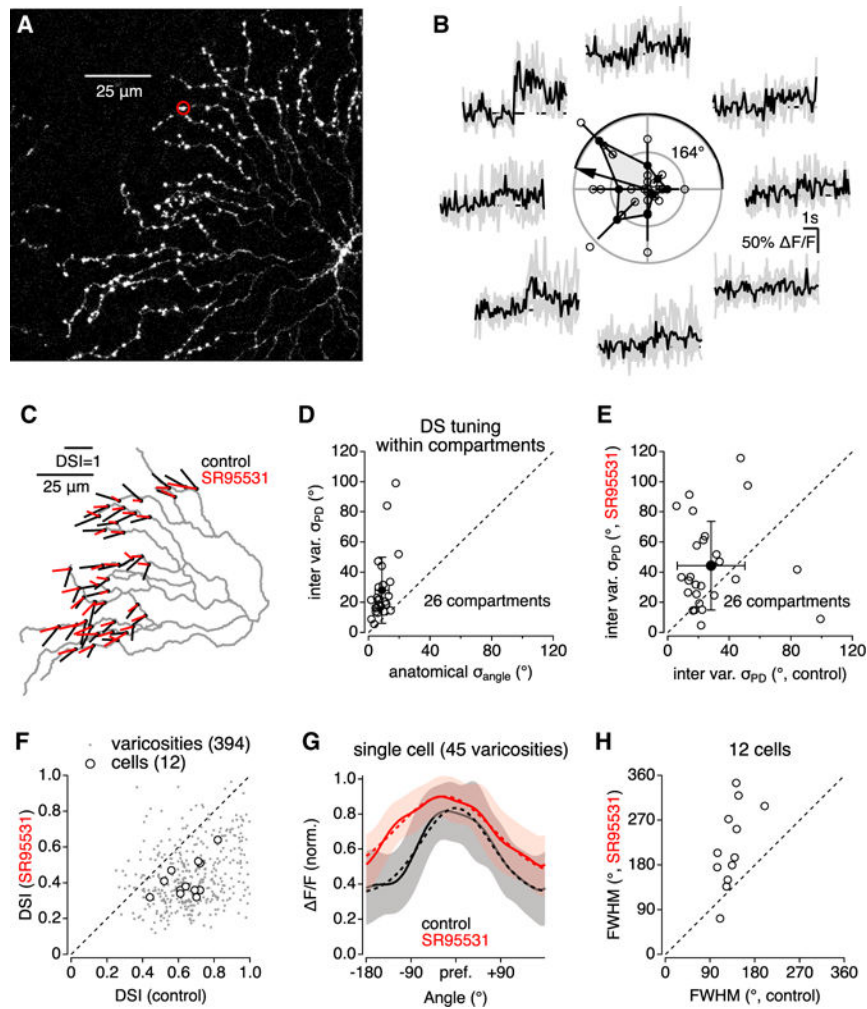 A
25 µm
B
164°
1s
50% ΔF/F
C
DSI=1
25 µm
control
SR95531
D
DS tuning
within compartments
120
100
80
60
40
20
0
inter var. σPD (°)
26 compartments
0 40 80 120
anatomical σangle (°)
E
120
100
80
60
40
20
0
inter var. σPD (°, SR95531)
26 compartments
0 40 80 120
inter var. σPD (°, control)
F
varicosities (394)
cells (12)
1.0
0.8
0.6
0.4
0.2
0.0
DSI (SR95531)
0 0.2 0.4 0.6 0.8 1.0
DSI (control)
G
single cell (45 varicosities)
1.0
0.8
0.6
0.4
0.2
0.0
ΔF/F (norm.)
control
SR95531
-180 -90 pref. +90
Angle (°)
H
12 cells
360
270
180
90
0
FWHM (°, SR95531)
0 90 180 270 360
FWHM (°, control)